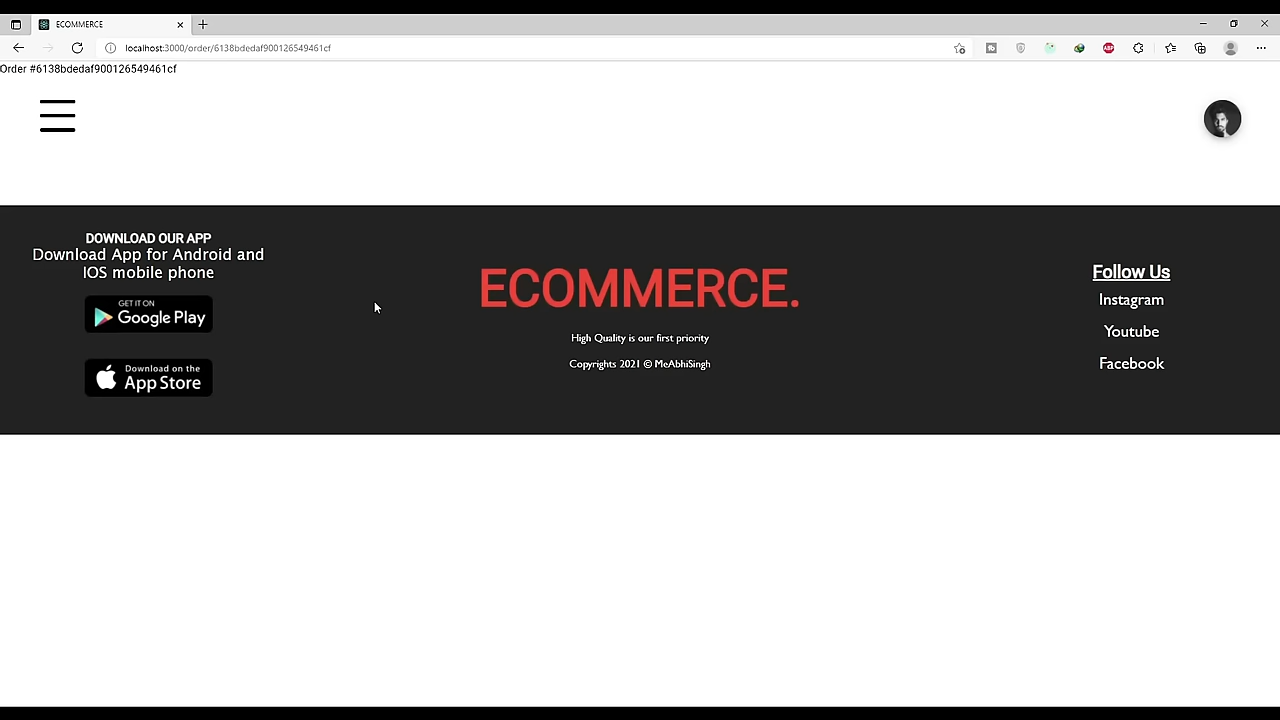 ECOMMERCE
localhost:3000/order/6138bdedaf900126549461cf
ABP
Order #6138bdedaf900126549461cf
DOWNLOAD OUR APP
Download App for Android and
IOS mobile phone
GET IT ON
Google Play
Download on the
App Store
ECOMMERCE.
High Quality is our first priority
Copyrights 2021 © MeAbhiSingh
Follow Us
Instagram
Youtube
Facebook